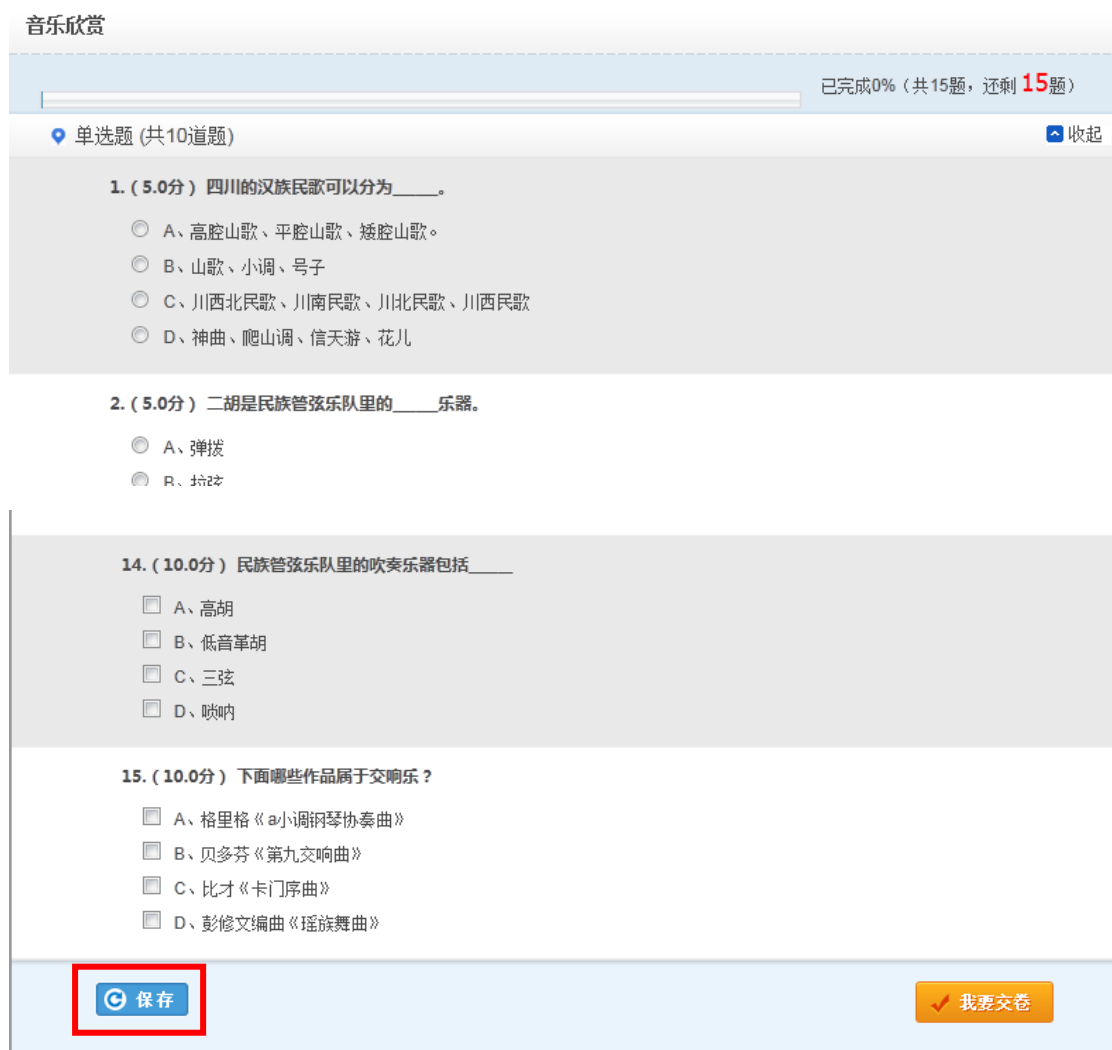 音乐欣赏
已完成0%（共15题，还剩 15题）
单选题 (共10道题)
收起
1.（5.0分） 四川的汉族民歌可以分为_____。
A、高腔山歌、平腔山歌、矮腔山歌。
B、山歌、小调、号子
C、川西北民歌、川南民歌、川北民歌、川西民歌
D、神曲、爬山调、信天游、花儿
2.（5.0分） 二胡是民族管弦乐队里的_____乐器。
A、弹拨
B、拉弦
14.（10.0分） 民族管弦乐队里的吹奏乐器包括_____
A、高胡
B、低音革胡
C、三弦
D、唢呐
15.（10.0分） 下面哪些作品属于交响乐？
A、格里格《a小调钢琴协奏曲》
B、贝多芬《第九交响曲》
C、比才《卡门序曲》
D、彭修文编曲《瑶族舞曲》
保存
我要交卷